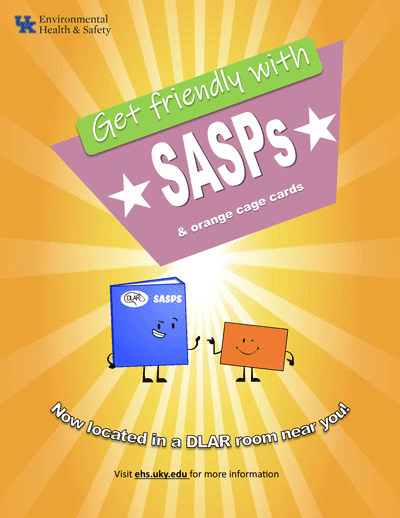 UK Environmental
Health & Safety
Get friendly with
SASPs
& orange cage cards
DLAR SASPS
Now located in a DLAR room near you!
Visit ehs.uky.edu for more information